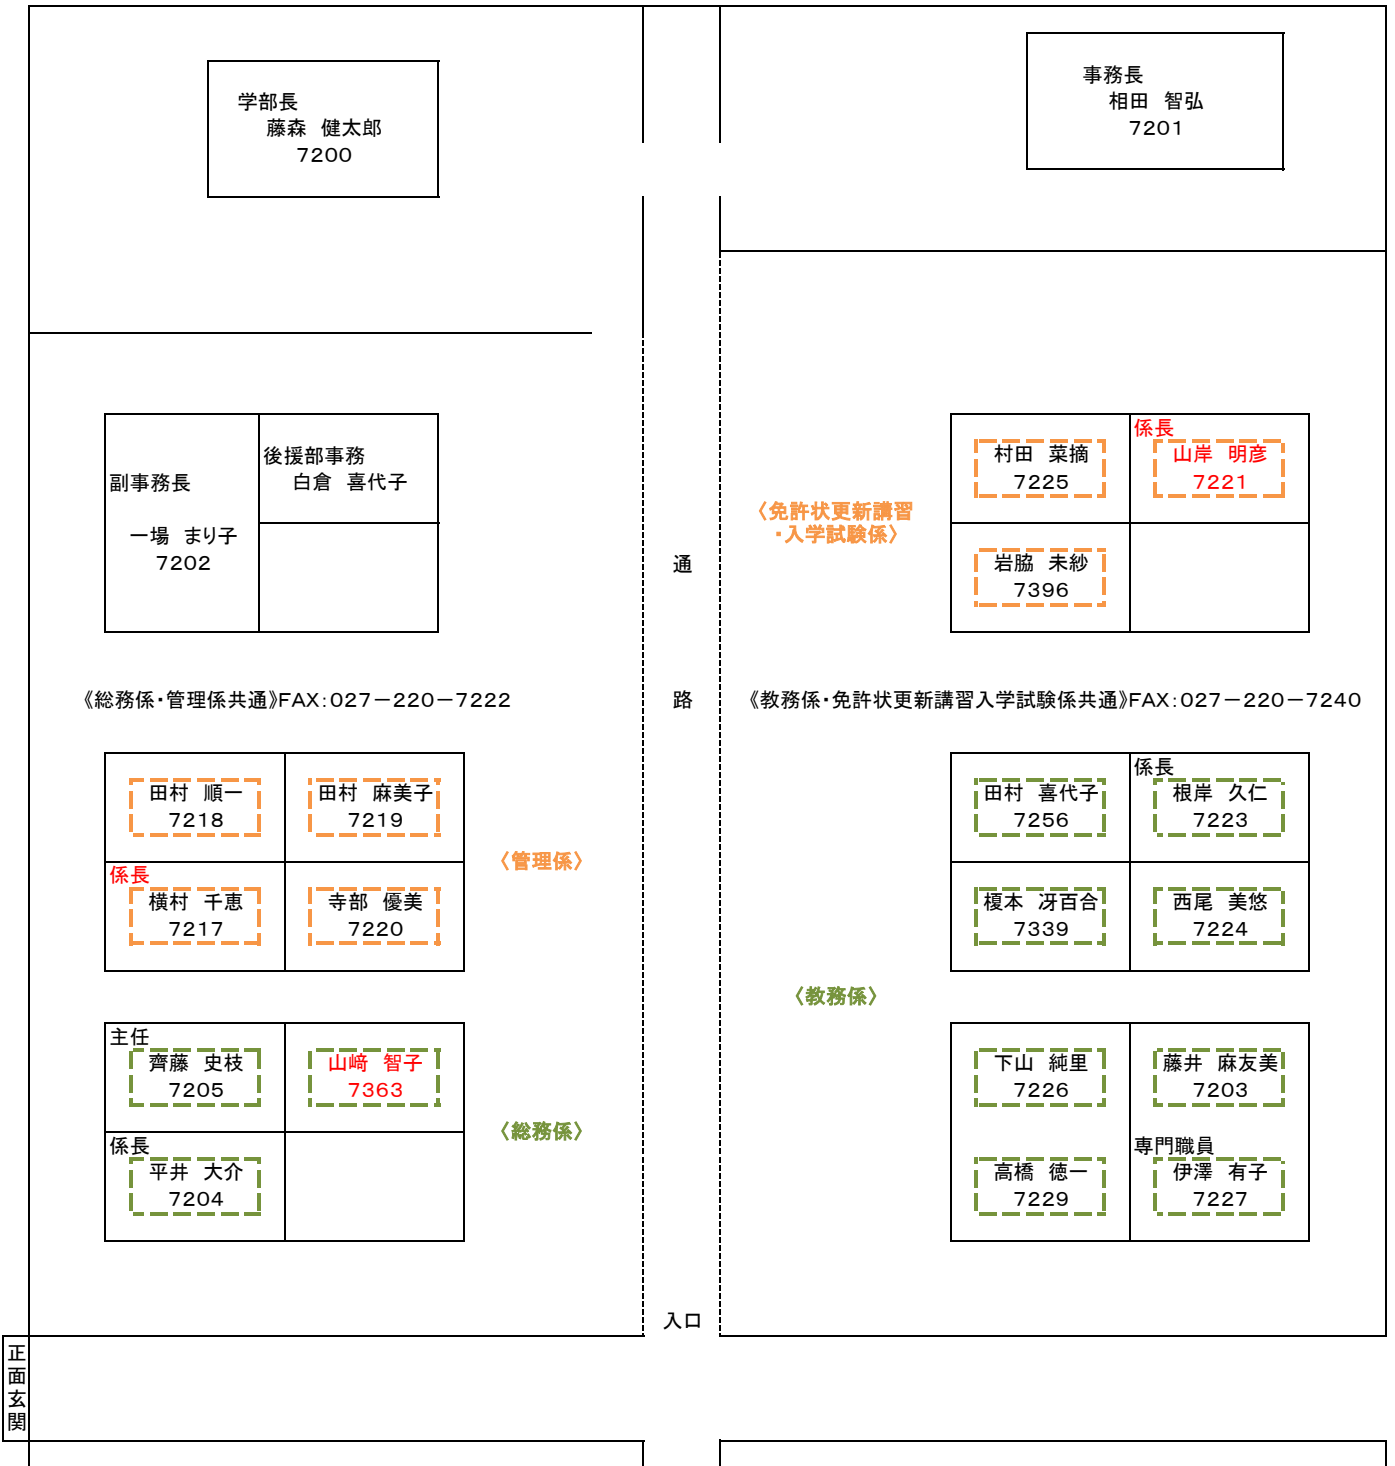 学部長
藤森　健太郎
7200
事務長
相田　智弘
7201
副事務長
一場　まり子
7202
後援部事務
白倉　喜代子
〈免許状更新講習
・入学試験係〉
村田　菜摘
7225
係長
山岸　明彦
7221
岩脇　未紗
7396
通
路
《総務係・管理係共通》FAX：027－220－7222
《教務係・免許状更新講習入学試験係共通》FAX：027－220－7240
田村　順一
7218
田村　麻美子
7219
係長
横村　千恵
7217
寺部　優美
7220
〈管理係〉
田村　喜代子
7256
係長
根岸　久仁
7223
榎本　冴百合
7339
西尾　美悠
7224
〈教務係〉
主任
齊藤　史枝
7205
山﨑　智子
7363
係長
平井　大介
7204
〈総務係〉
下山　純里
7226
藤井　麻友美
7203
高橋　徳一
7229
専門職員
伊澤　有子
7227
入口
正面玄関